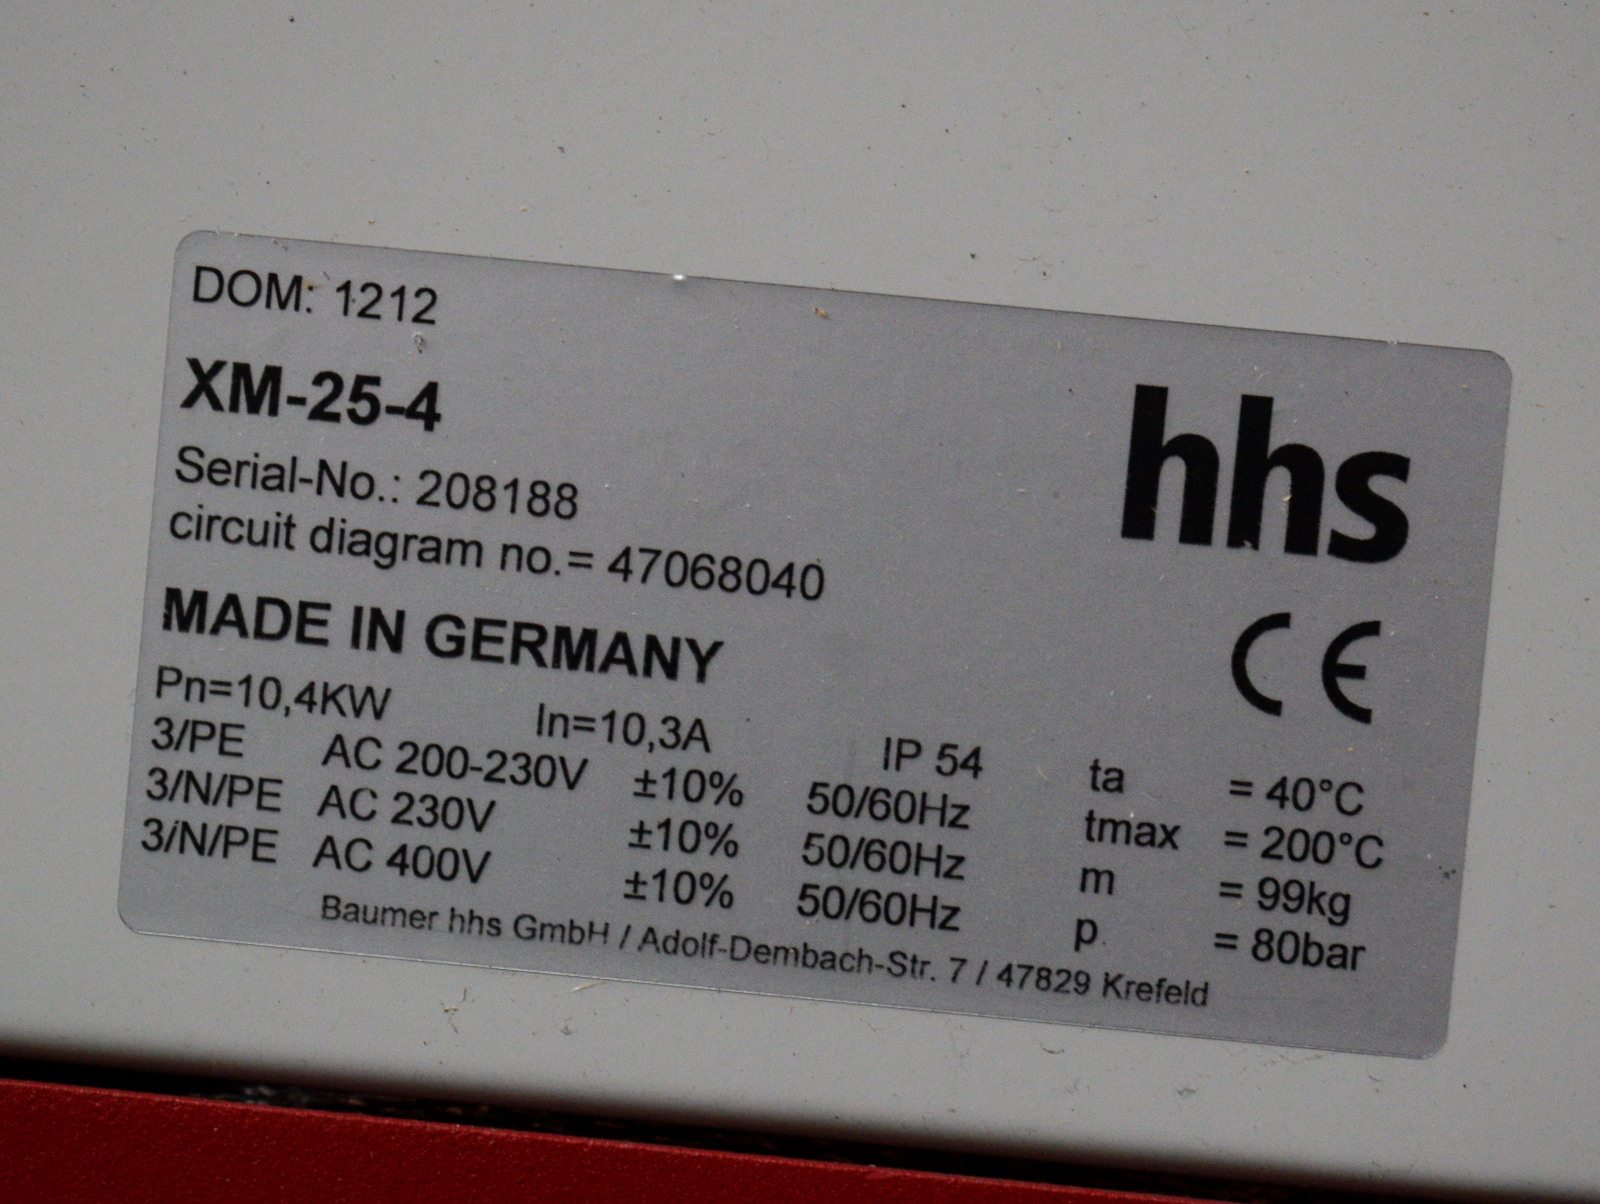 DOM: 1212
XM-25-4
hhs
Serial-No.: 208188
circuit diagram no.= 47068040
MADE IN GERMANY
CE
Pn=10,4KW In=10,3A IP 54 ta = 40°C
3/PE AC 200-230V ±10% 50/60Hz tmax = 200°C
3/N/PE AC 230V ±10% 50/60Hz m = 99kg
3/N/PE AC 400V ±10% 50/60Hz p = 80bar
Baumer hhs GmbH / Adolf-Dembach-Str. 7 / 47829 Krefeld